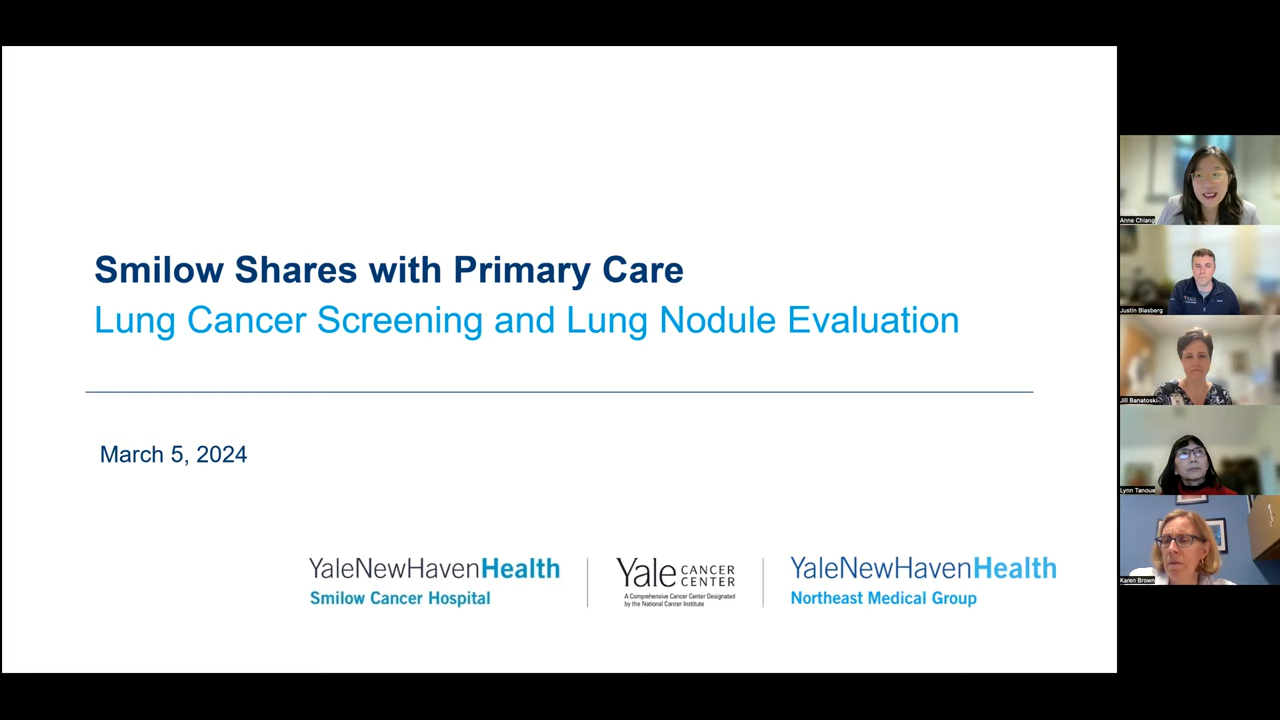 Smilow Shares with Primary Care
Lung Cancer Screening and Lung Nodule Evaluation
March 5, 2024
YaleNewHavenHealth
Smilow Cancer Hospital
Yale CANCER CENTER
A Comprehensive Cancer Center Designated
by the National Cancer Institute
YaleNewHavenHealth
Northeast Medical Group
Anne Chiang
Justin Blasberg
Jill Banatoski
Lynn Tanoue
Karen Brown